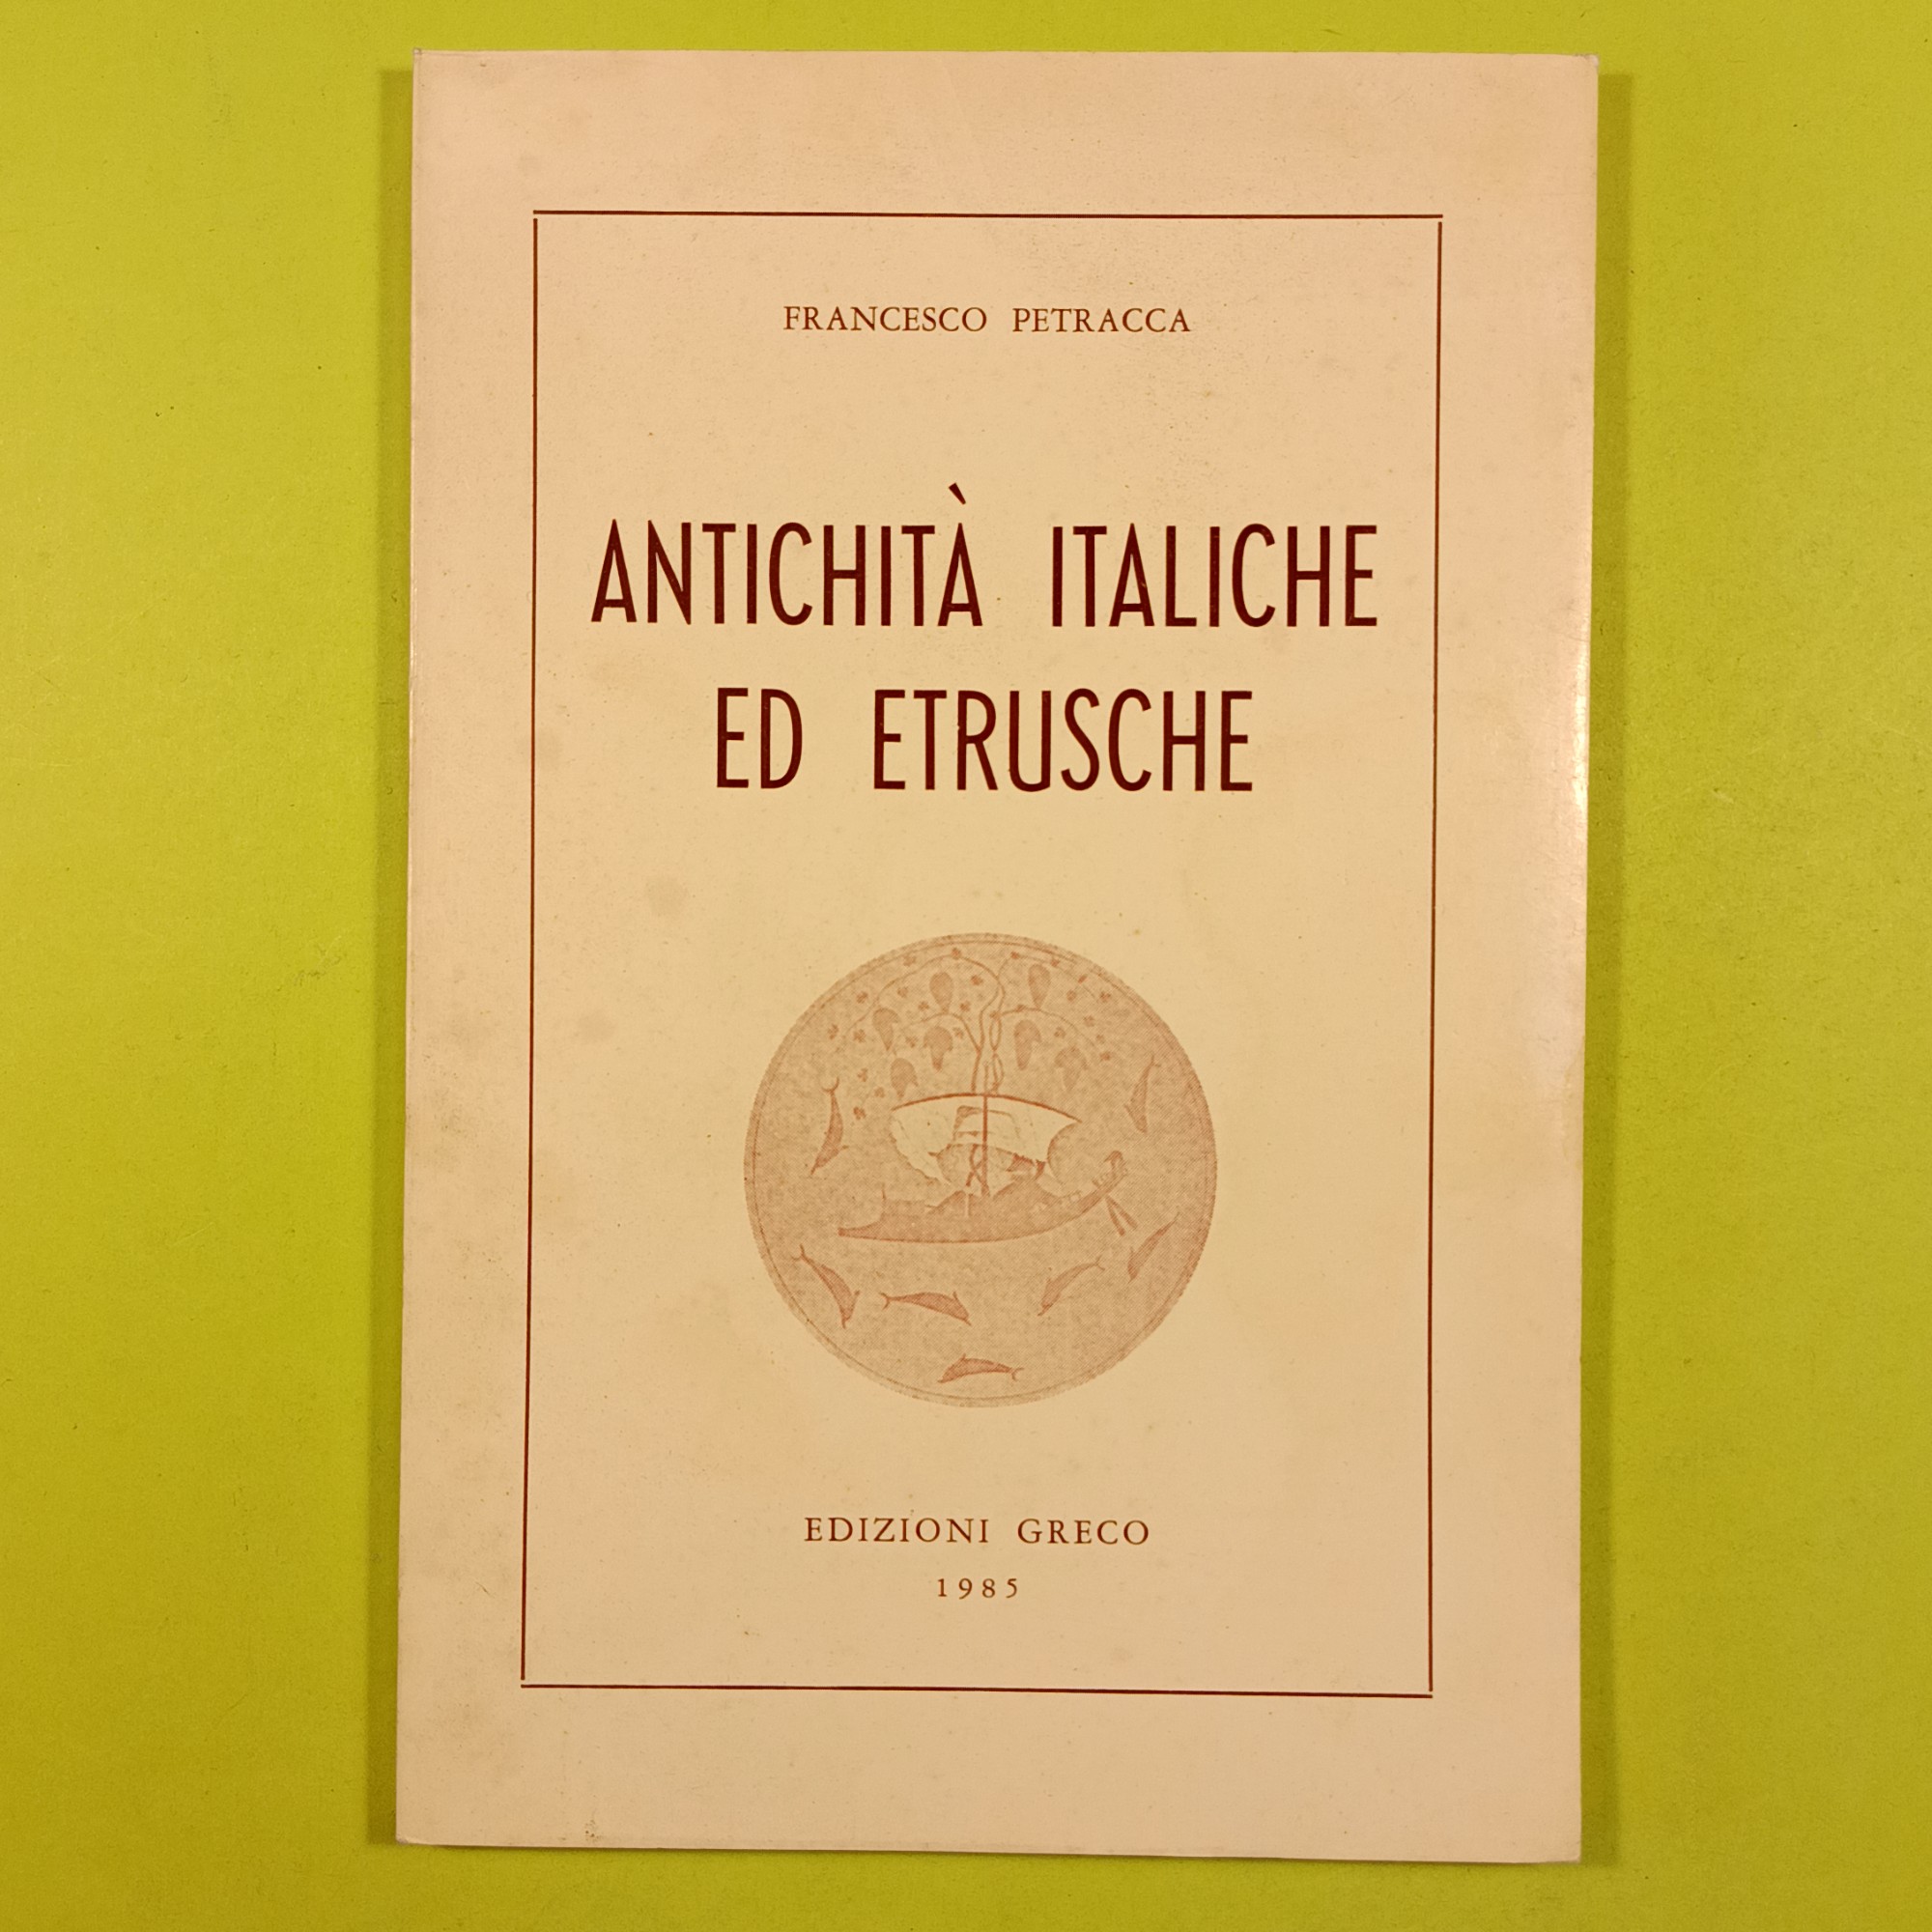 FRANCESCO PETRACCA
ANTICHITÀ ITALICHE
ED ETRUSCHE
EDIZIONI GRECO
1985